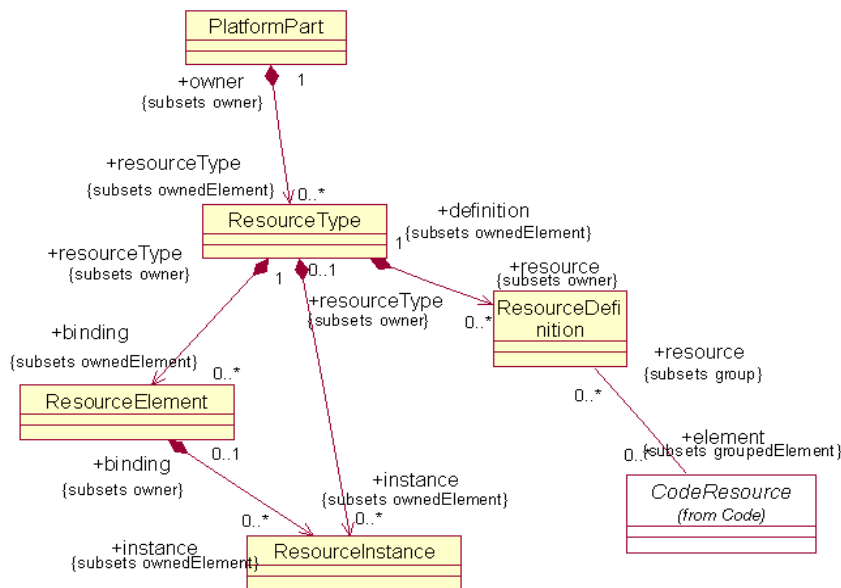 PlatformPart
+owner
1
{subsets owner}
+resourceType
{subsets ownedElement}
0..*
ResourceType
+definition
1
{subsets ownedElement}
+resourceType
{subsets owner}
1
0..1
+resource
{subsets owner}
+resourceType
{subsets owner}
0..*
ResourceDefi
nition
+binding
{subsets ownedElement}
0..*
+resource
{subsets group}
0..*
ResourceElement
0..1
+binding
{subsets owner}
+element
0..
{subsets groupedElement}
+instance
{subsets ownedElement}
CodeResource
(from Code)
0..*
0..*
+instance
{subsets ownedElement}
ResourceInstance